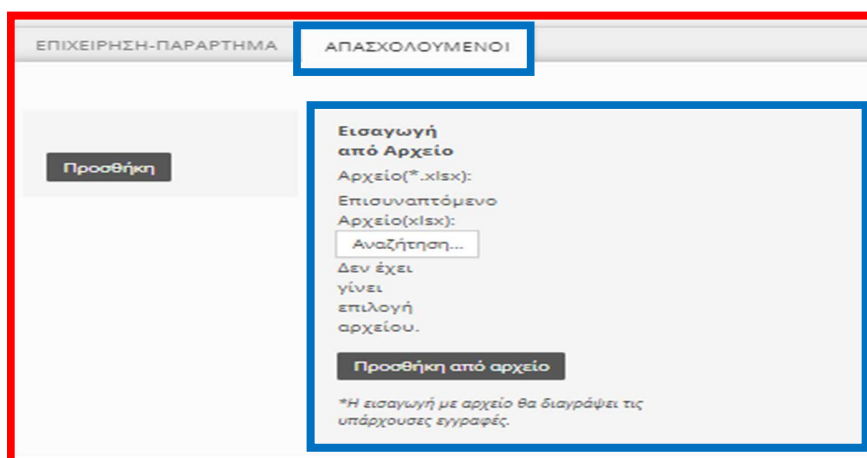 ΕΠΙΧΕΙΡΗΣΗ-ΠΑΡΑΡΤΗΜΑ
ΑΠΑΣΧΟΛΟΥΜΕΝΟΙ
Προσθήκη
Εισαγωγή
από Αρχείο
Αρχείο(*.xlsx):
Επισυναπτόμενο
Αρχείο(xlsx):
Αναζήτηση...
Δεν έχει
γίνει
επιλογή
αρχείου.
Προσθήκη από αρχείο
*Η εισαγωγή με αρχείο θα διαγράψει τις
υπάρχουσες εγγραφές.